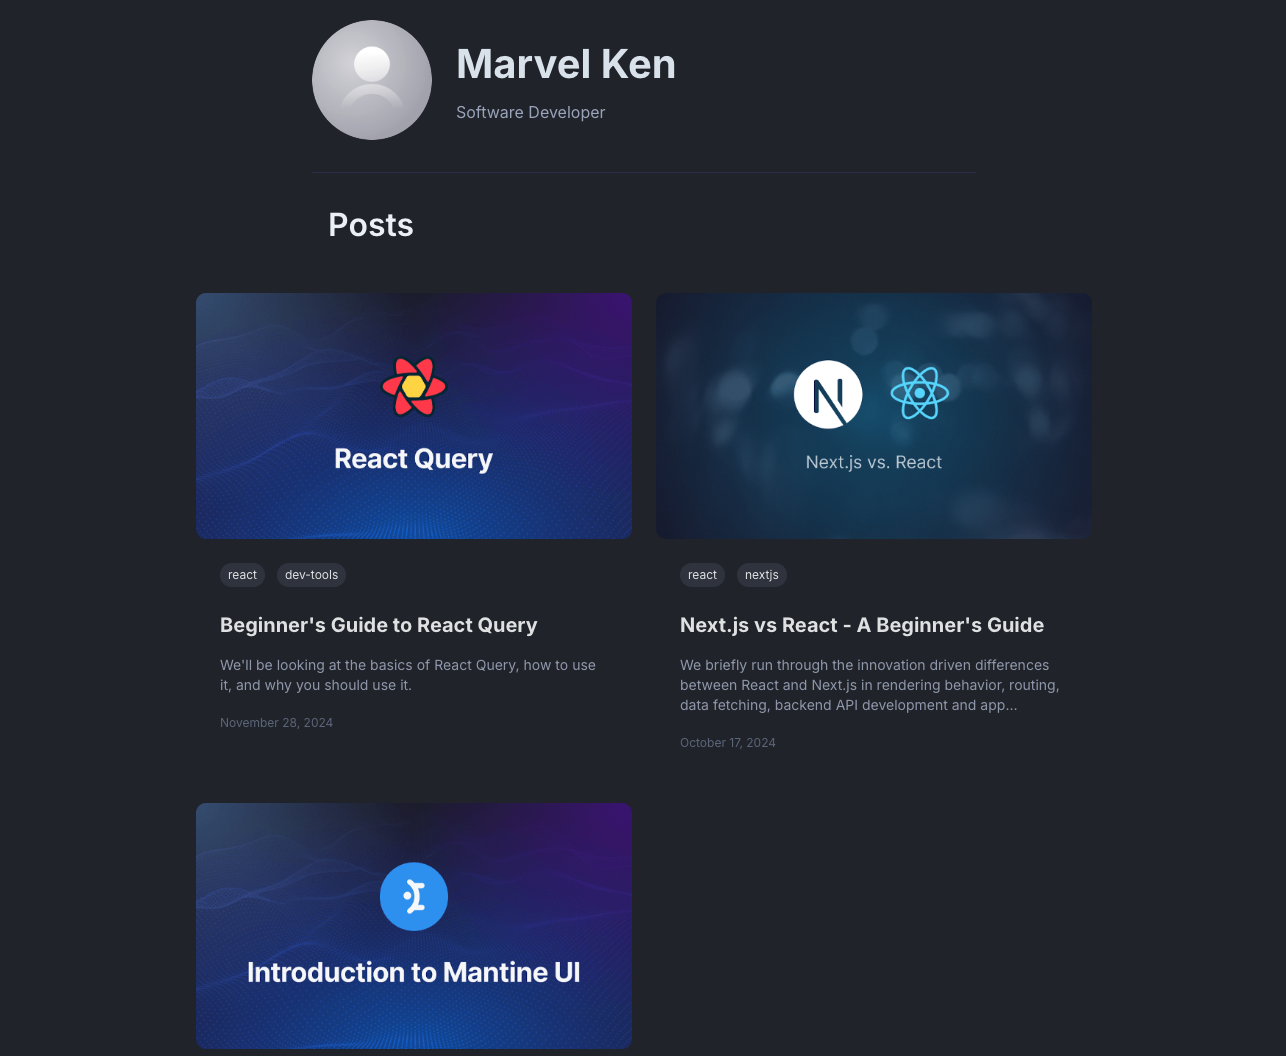 Marvel Ken
Software Developer
Posts
React Query
react dev-tools
Beginner's Guide to React Query
We'll be looking at the basics of React Query, how to use
it, and why you should use it.
November 28, 2024
N
Next.js vs. React
react nextjs
Next.js vs React - A Beginner's Guide
We briefly run through the innovation driven differences
between React and Next.js in rendering behavior, routing,
data fetching, backend API development and app...
October 17, 2024
Introduction to Mantine UI